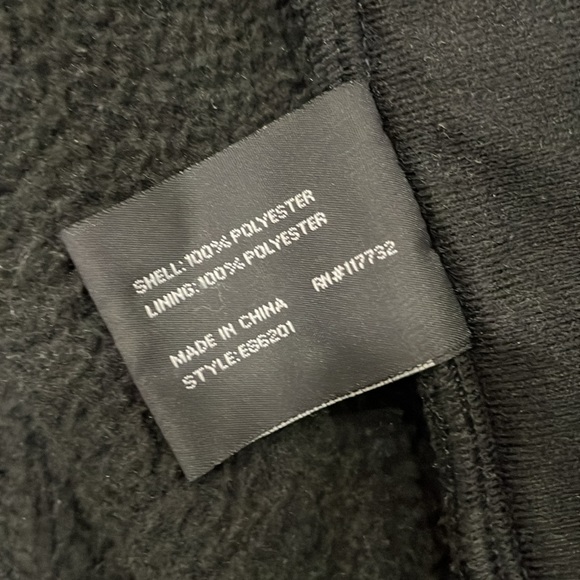 SHELL:100% POLYESTER
LINING:100% POLYESTER
MADE IN CHINA RN#117732
STYLE:ES6201